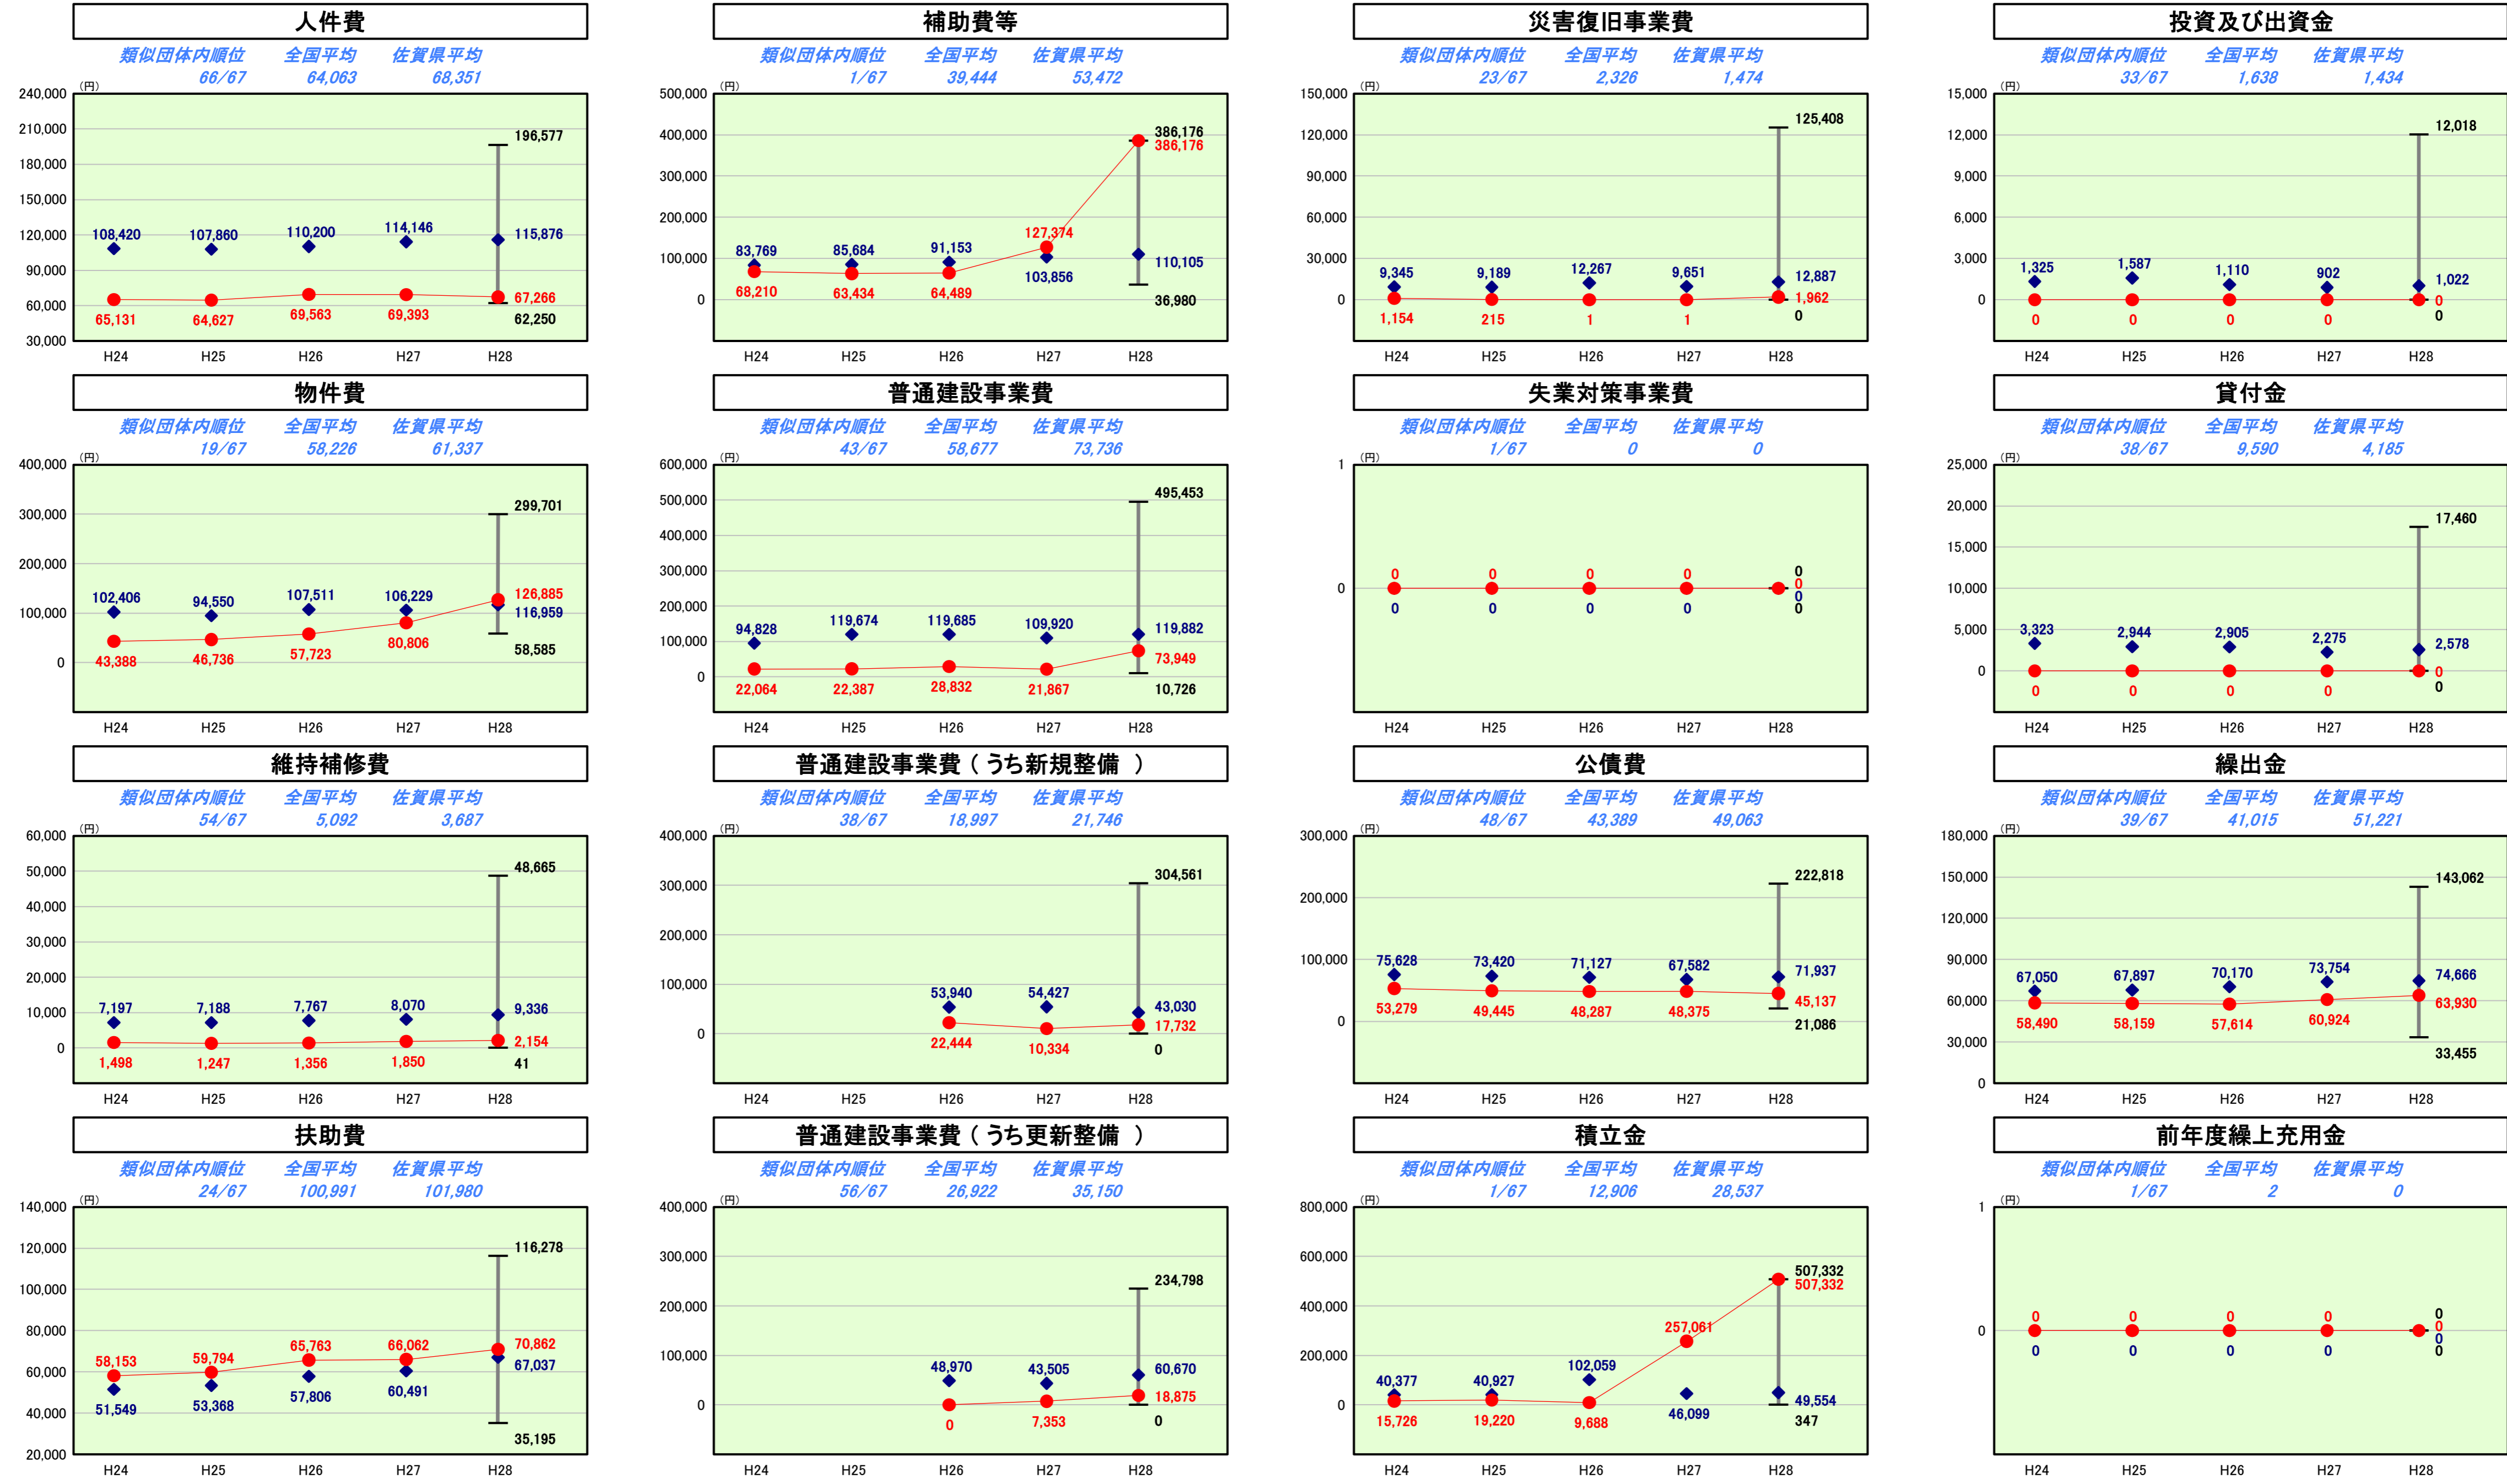 人件費
類似団体内順位 全国平均 佐賀県平均
66/67 64,063 68,351
(円)
240,000
210,000
180,000
150,000
120,000
90,000
60,000
30,000
196,577
108,420 107,860 110,200 114,146 115,876
65,131 64,627 69,563 69,393 67,266
62,250
H24 H25 H26 H27 H28
補助費等
類似団体内順位 全国平均 佐賀県平均
1/67 39,444 53,472
(円)
500,000
400,000
300,000
200,000
100,000
0
386,176
386,176
127,374
83,769 85,684 91,153 103,856 110,105
68,210 63,434 64,489
36,980
H24 H25 H26 H27 H28
災害復旧事業費
類似団体内順位 全国平均 佐賀県平均
23/67 2,326 1,474
(円)
150,000
120,000
90,000
60,000
30,000
0
125,408
9,345 9,189 12,267 9,651 12,887
1,154 215 1 1 1,962
0
H24 H25 H26 H27 H28
投資及び出資金
類似団体内順位 全国平均 佐賀県平均
33/67 1,638 1,434
(円)
15,000
12,000
9,000
6,000
3,000
0
12,018
1,325 1,587 1,110 902 1,022
0 0 0 0 0
0
H24 H25 H26 H27 H28
物件費
類似団体内順位 全国平均 佐賀県平均
19/67 58,226 61,337
(円)
400,000
300,000
200,000
100,000
0
299,701
102,406 94,550 107,511 106,229 126,885
116,959
43,388 46,736 57,723 80,806
58,585
H24 H25 H26 H27 H28
普通建設事業費
類似団体内順位 全国平均 佐賀県平均
43/67 58,677 73,736
(円)
600,000
500,000
400,000
300,000
200,000
100,000
0
495,453
94,828 119,674 119,685 109,920 119,882
22,064 22,387 28,832 21,867 73,949
10,726
H24 H25 H26 H27 H28
失業対策事業費
類似団体内順位 全国平均 佐賀県平均
1/67 0 0
(円)
1
0
0 0 0 0 0
0
0 0 0 0 0
0
H24 H25 H26 H27 H28
貸付金
類似団体内順位 全国平均 佐賀県平均
38/67 9,590 4,185
(円)
25,000
20,000
15,000
10,000
5,000
0
17,460
3,323 2,944 2,905 2,275 2,578
0 0 0 0 0
0
H24 H25 H26 H27 H28
維持補修費
類似団体内順位 全国平均 佐賀県平均
54/67 5,092 3,687
(円)
60,000
50,000
40,000
30,000
20,000
10,000
0
48,665
7,197 7,188 7,767 8,070 9,336
1,498 1,247 1,356 1,850 2,154
41
H24 H25 H26 H27 H28
普通建設事業費(うち新規整備 )
類似団体内順位 全国平均 佐賀県平均
38/67 18,997 21,746
(円)
400,000
300,000
200,000
100,000
0
304,561
53,940 54,427 43,030
22,444 10,334 17,732
0
H24 H25 H26 H27 H28
公債費
類似団体内順位 全国平均 佐賀県平均
48/67 43,389 49,063
(円)
300,000
200,000
100,000
0
222,818
75,628 73,420 71,127 67,582 71,937
53,279 49,445 48,287 48,375 45,137
21,086
H24 H25 H26 H27 H28
繰出金
類似団体内順位 全国平均 佐賀県平均
39/67 41,015 51,221
(円)
180,000
150,000
120,000
90,000
60,000
30,000
0
143,062
67,050 67,897 70,170 73,754 74,666
58,490 58,159 57,614 60,924 63,930
33,455
H24 H25 H26 H27 H28
扶助費
類似団体内順位 全国平均 佐賀県平均
24/67 100,991 101,980
(円)
140,000
120,000
100,000
80,000
60,000
40,000
20,000
116,278
58,153 59,794 65,763 66,062 70,862
51,549 53,368 57,806 60,491 67,037
35,195
H24 H25 H26 H27 H28
普通建設事業費(うち更新整備 )
類似団体内順位 全国平均 佐賀県平均
56/67 26,922 35,150
(円)
400,000
300,000
200,000
100,000
0
234,798
48,970 43,505 60,670
0 7,353 18,875
0
H24 H25 H26 H27 H28
積立金
類似団体内順位 全国平均 佐賀県平均
1/67 12,906 28,537
(円)
800,000
600,000
400,000
200,000
0
507,332
507,332
257,061
40,377 40,927 102,059 46,099 49,554
15,726 19,220 9,688
347
H24 H25 H26 H27 H28
前年度繰上充用金
類似団体内順位 全国平均 佐賀県平均
1/67 2 0
(円)
1
0
0 0 0 0 0
0
0 0 0 0 0
0
H24 H25 H26 H27 H28